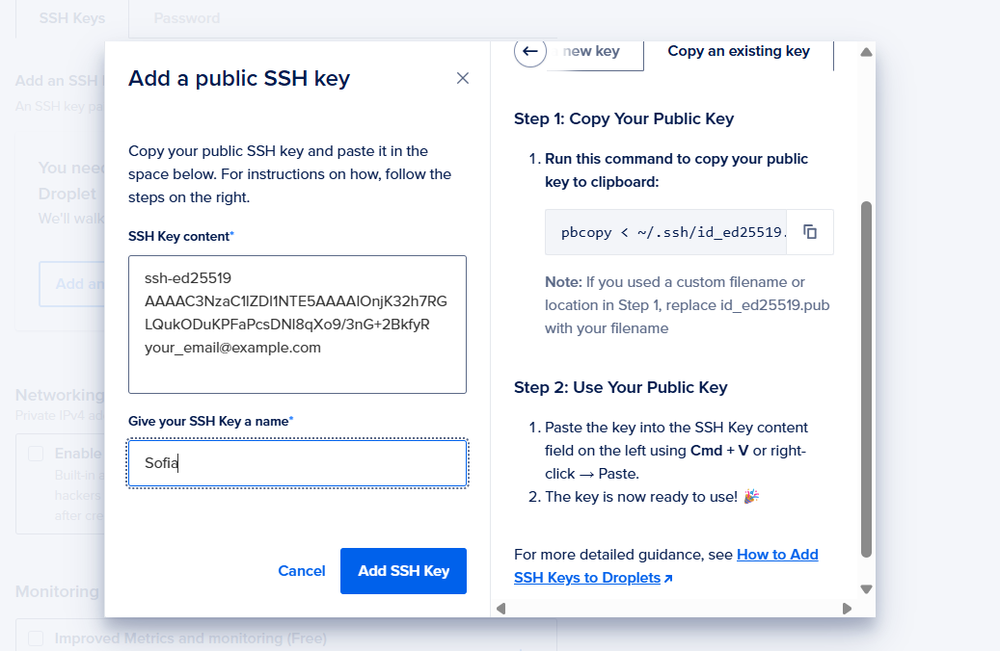 SSH Keys
Password
Add an SSH
An SSH key pa
You need
Droplet
We'll walk
Add an
Networking
Private IPv4 ad
Enable
Built-in a
hackers
after cre
Monitoring
Improved Metrics and monitoring (Free)
Add a public SSH key
Copy your public SSH key and paste it in the
space below. For instructions on how, follow the
steps on the right.
SSH Key content*
ssh-ed25519
AAAAC3NzaC1lZDI1NTE5AAAAIOnjK32h7RG
LQukODuKPFaPcsDNl8qXo9/3nG+2BkfyR
your_email@example.com
Give your SSH Key a name*
Sofia
Cancel
Add SSH Key
new key
Copy an existing key
Step 1: Copy Your Public Key
1. Run this command to copy your public
key to clipboard:
pbcopy < ~/.ssh/id_ed25519.
Note: If you used a custom filename or
location in Step 1, replace id_ed25519.pub
with your filename
Step 2: Use Your Public Key
1. Paste the key into the SSH Key content
field on the left using Cmd + V or right-
click → Paste.
2. The key is now ready to use! 🎉
For more detailed guidance, see How to Add
SSH Keys to Droplets ↗